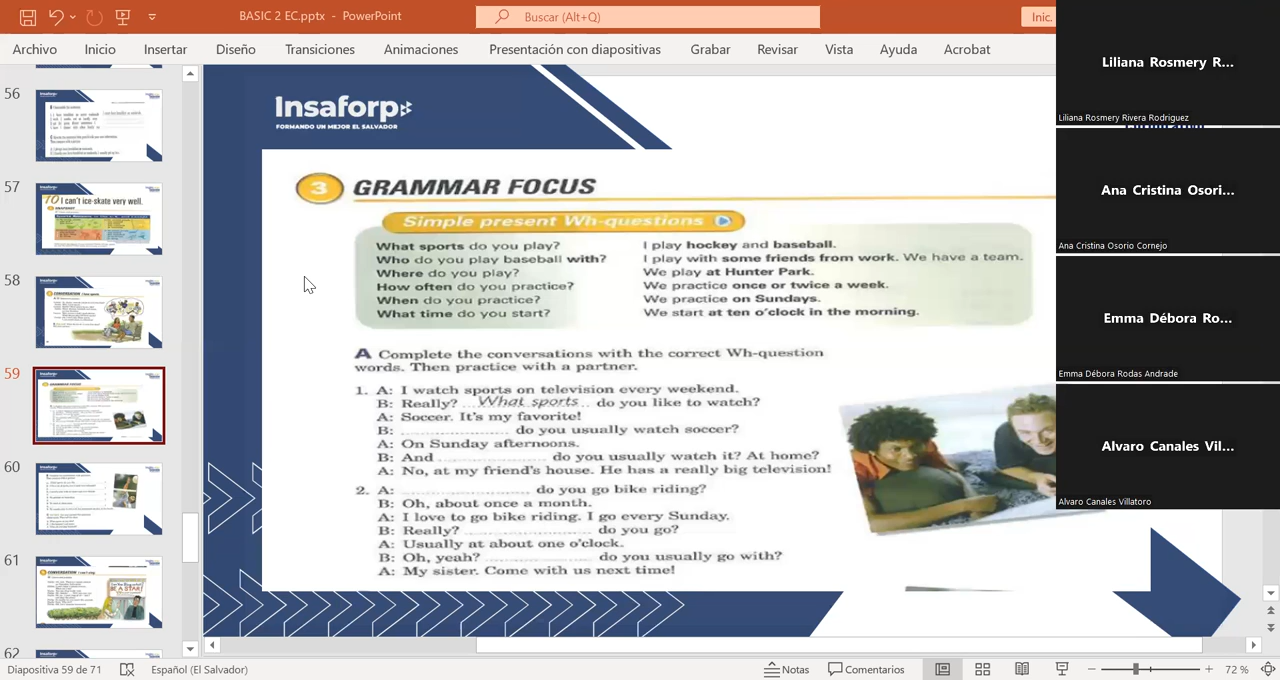 BASIC 2 EC.pptx - PowerPoint
Buscar (Alt+Q)
Inic.
Archivo Inicio Insertar Diseño Transiciones Animaciones Presentación con diapositivas Grabar Revisar Vista Ayuda Acrobat
56
57
10 I can't ice-skate very well.
58
59
60
61
62
Insaforp
FORMANDO UN MEJOR EL SALVADOR
3 GRAMMAR FOCUS
Simple present Wh-questions
What sports do you play? I play hockey and baseball.
Who do you play baseball with? I play with some friends from work. We have a team.
Where do you play? We play at Hunter Park.
How often do you practice? We practice once or twice a week.
When do you practice? We practice on Sundays.
What time do you start? We start at ten o'clock in the morning.
A Complete the conversations with the correct Wh-question
words. Then practice with a partner.
1. A: I watch sports on television every weekend.
B: Really? What sports do you like to watch?
A: Soccer. It's my favorite!
B: .................... do you usually watch soccer?
A: On Sunday afternoons.
B: And .................... do you usually watch it? At home?
A: No, at my friend's house. He has a really big television!
2. A: .................... do you go bike riding?
B: Oh, about once a month.
A: I love to go bike riding. I go every Sunday.
B: Really? .................... do you go?
A: Usually at about one o'clock.
B: Oh, yeah? .................... do you usually go with?
A: My sister. Come with us next time!
Liliana Rosmery R...
Liliana Rosmery Rivera Rodriguez
Ana Cristina Osori...
Ana Cristina Osorio Cornejo
Emma Débora Ro...
Emma Débora Rodas Andrade
Alvaro Canales Vil...
Alvaro Canales Villatoro
Diapositiva 59 de 71 Español (El Salvador) Notas Comentarios 72 %